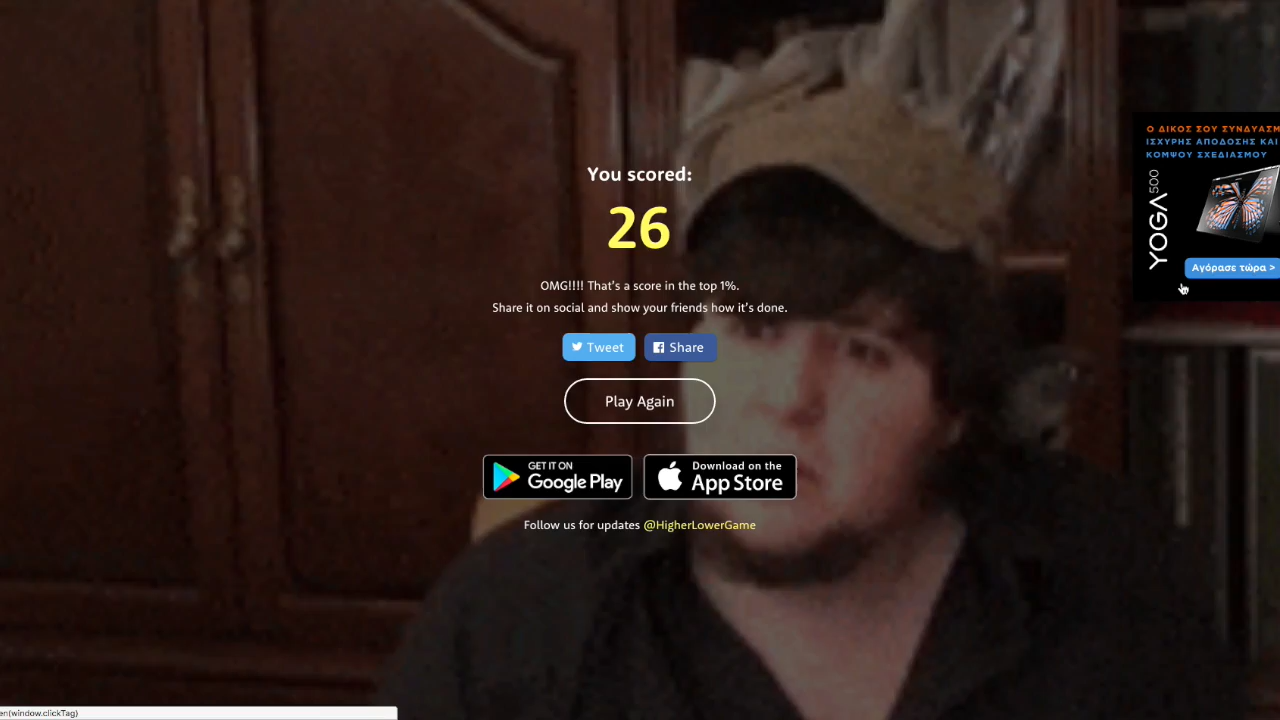 You scored:
26
OMG!!!! That's a score in the top 1%.
Share it on social and show your friends how it's done.
Tweet
Share
Play Again
GET IT ON
Google Play
Download on the
App Store
Follow us for updates @HigherLowerGame
Ο ΔΙΚΟΣ ΣΟΥ ΣΥΝΔΥΑΣΜ
ΙΣΧΥΡΗΣ ΑΠΟΔΟΣΗΣ ΚΑΙ
ΚΟΜΨΟΥ ΣΧΕΔΙΑΣΜΟΥ
YOGA 500
Αγόρασε τώρα >
en(window.clickTag)